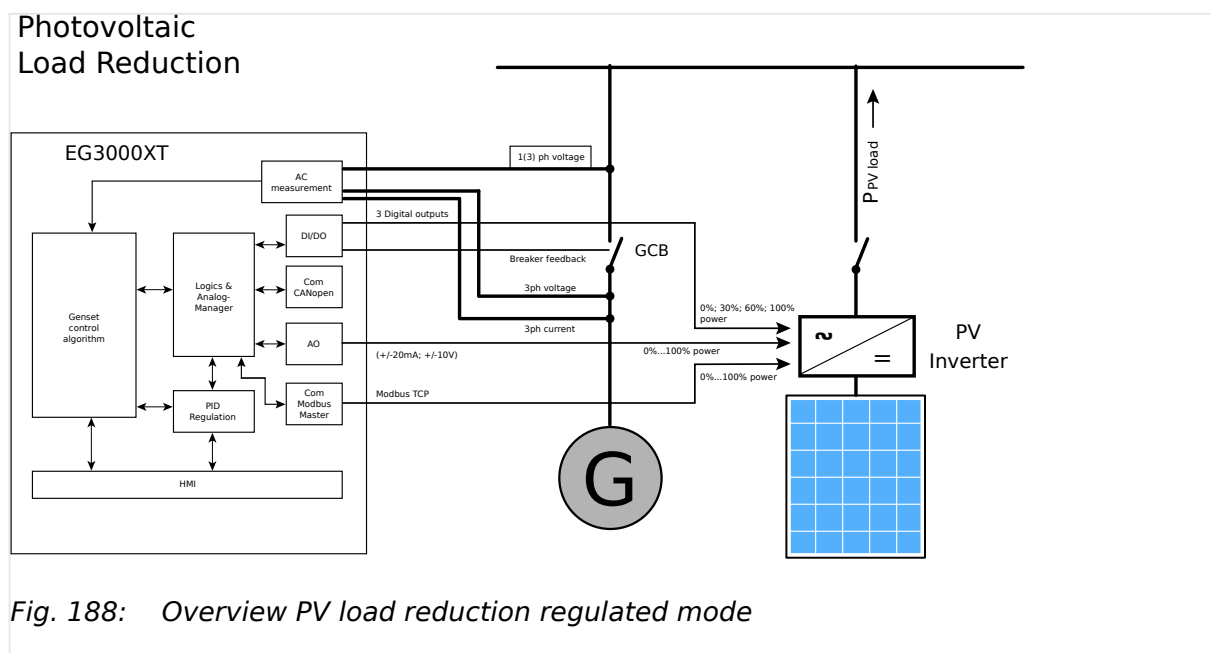 Photovoltaic
Load Reduction
EG3000XT
AC
measurement
1(3) ph voltage
P PV load
3 Digital outputs
DI/DO
Breaker feedback
GCB
Logics &
Analog-
Manager
Com
CANopen
3ph voltage
Genset
control
algorithm
0%; 30%; 60%; 100%
power
3ph current
AO
(+/-20mA; +/-10V)
0%...100% power
~
=
PV
Inverter
0%...100% power
Com
Modbus
Master
Modbus TCP
PID
Regulation
G
HMI
Fig. 188: Overview PV load reduction regulated mode